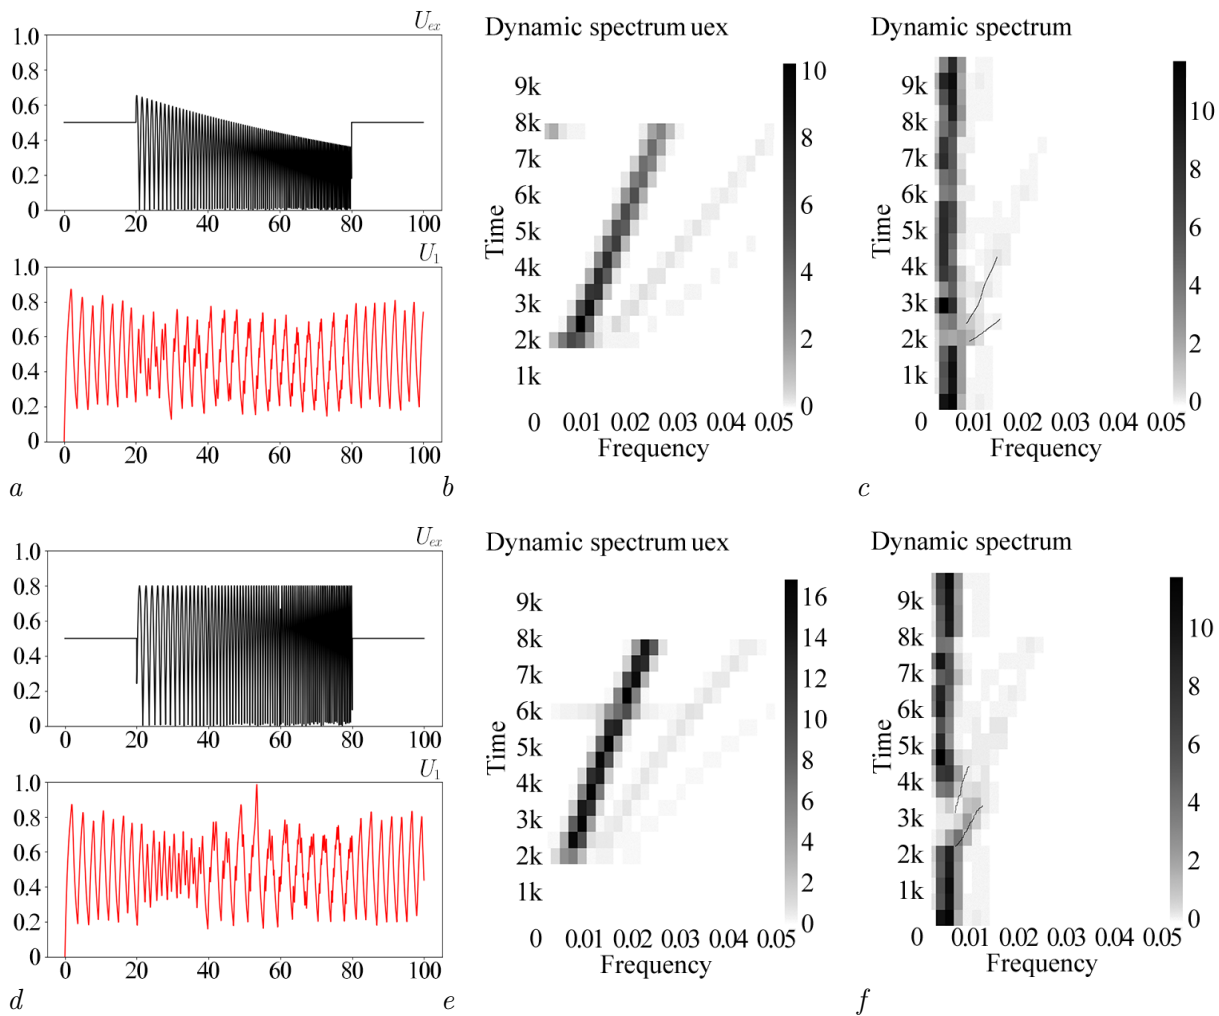 U_ex
1.0
0.8
0.6
0.4
0.2
0
0 20 40 60 80 100
U_1
1.0
0.8
0.6
0.4
0.2
0
0 20 40 60 80 100
a
Dynamic spectrum uex
9k
8k
7k
6k
5k
4k
3k
2k
1k
Time
0 0.01 0.02 0.03 0.04 0.05
Frequency
10
8
6
4
2
0
b
Dynamic spectrum
9k
8k
7k
6k
5k
4k
3k
2k
1k
Time
0 0.01 0.02 0.03 0.04 0.05
Frequency
10
8
6
4
2
0
c
U_ex
1.0
0.8
0.6
0.4
0.2
0
0 20 40 60 80 100
U_1
1.0
0.8
0.6
0.4
0.2
0
0 20 40 60 80 100
d
Dynamic spectrum uex
9k
8k
7k
6k
5k
4k
3k
2k
1k
Time
0 0.01 0.02 0.03 0.04 0.05
Frequency
16
14
12
10
8
6
4
2
0
e
Dynamic spectrum
9k
8k
7k
6k
5k
4k
3k
2k
1k
Time
0 0.01 0.02 0.03 0.04 0.05
Frequency
10
8
6
4
2
0
f